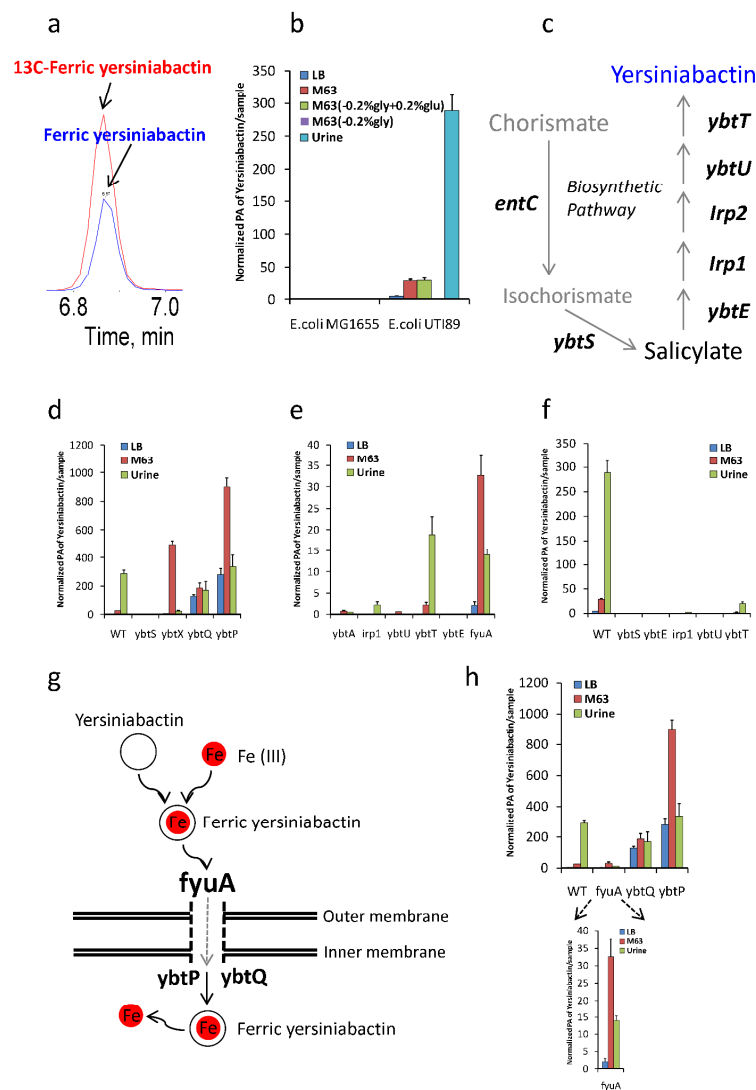 a
13C-Ferric yersiniabactin
Ferric yersiniabactin
6.8
7.0
Time, min
b
LB
M63
M63(-0.2%gly+0.2%glu)
M63(-0.2%gly)
Urine
Normalized PA of Yersiniabactin/sample
350
300
250
200
150
100
50
0
E.coli MG1655
E.coli UTI89
c
Yersiniabactin
Chorismate
entC
Biosynthetic
Pathway
Isochorismate
ybtS
Salicylate
ybtT
ybtU
Irp2
Irp1
ybtE
d
LB
M63
Urine
Normalized PA of Yersiniabactin/sample
1200
1000
800
600
400
200
0
WT ybtS ybtX ybtQ ybtP
e
LB
M63
Urine
Normalized PA of Yersiniabactin/sample
40
35
30
25
20
15
10
5
0
ybtA irp1 ybtU ybtT ybtE fyuA
f
LB
M63
Urine
Normalized PA of Yersiniabactin/sample
350
300
250
200
150
100
50
0
WT ybtS ybtE irp1 ybtU ybtT
g
Yersiniabactin
Fe
Fe (III)
Fe
Ferric yersiniabactin
fyuA
Outer membrane
Inner membrane
ybtP ybtQ
Fe
Fe
Ferric yersiniabactin
h
LB
M63
Urine
Normalized PA of Yersiniabactin/sample
1200
1000
800
600
400
200
0
WT fyuA ybtQ ybtP
LB
M63
Urine
Normalized PA of Yersiniabactin/sample
40
35
30
25
20
15
10
5
0
fyuA